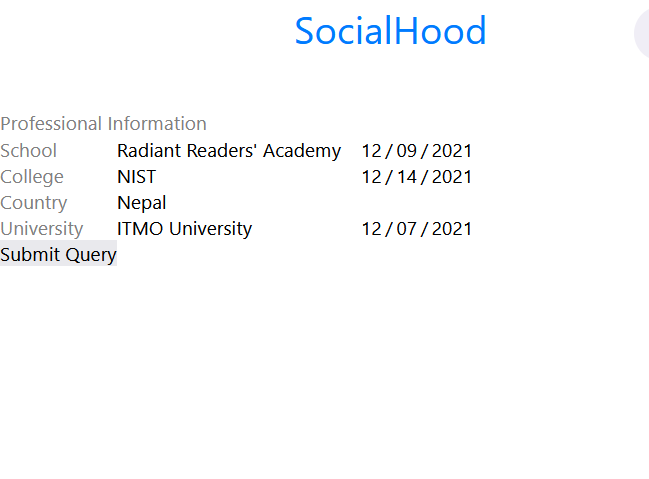 SocialHood
Professional Information
School Radiant Readers' Academy 12 / 09 / 2021
College NIST 12 / 14 / 2021
Country Nepal
University ITMO University 12 / 07 / 2021
Submit Query